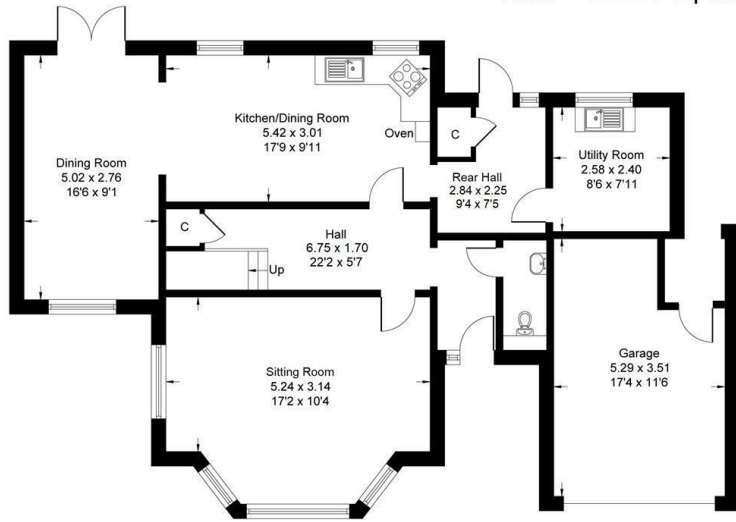 Kitchen/Dining Room
5.42 x 3.01
17'9 x 9'11
Oven
C
Dining Room
5.02 x 2.76
16'6 x 9'1
Rear Hall
2.84 x 2.25
9'4 x 7'5
Utility Room
2.58 x 2.40
8'6 x 7'11
C
Hall
6.75 x 1.70
22'2 x 5'7
Up
Sitting Room
5.24 x 3.14
17'2 x 10'4
Garage
5.29 x 3.51
17'4 x 11'6